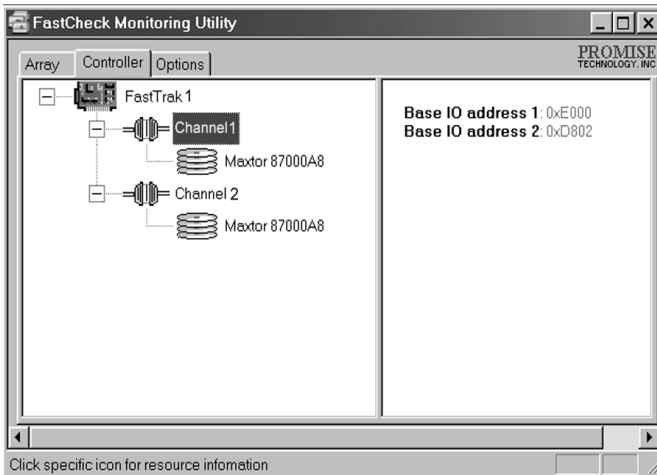 FastCheck Monitoring Utility
PROMISE
TECHNOLOGY. INC
Array Controller Options
FastTrak 1
Channel1
Maxtor 87000A8
Channel 2
Maxtor 87000A8
Base IO address 1: 0xE000
Base IO address 2: 0xD802
Click specific icon for resource infomation